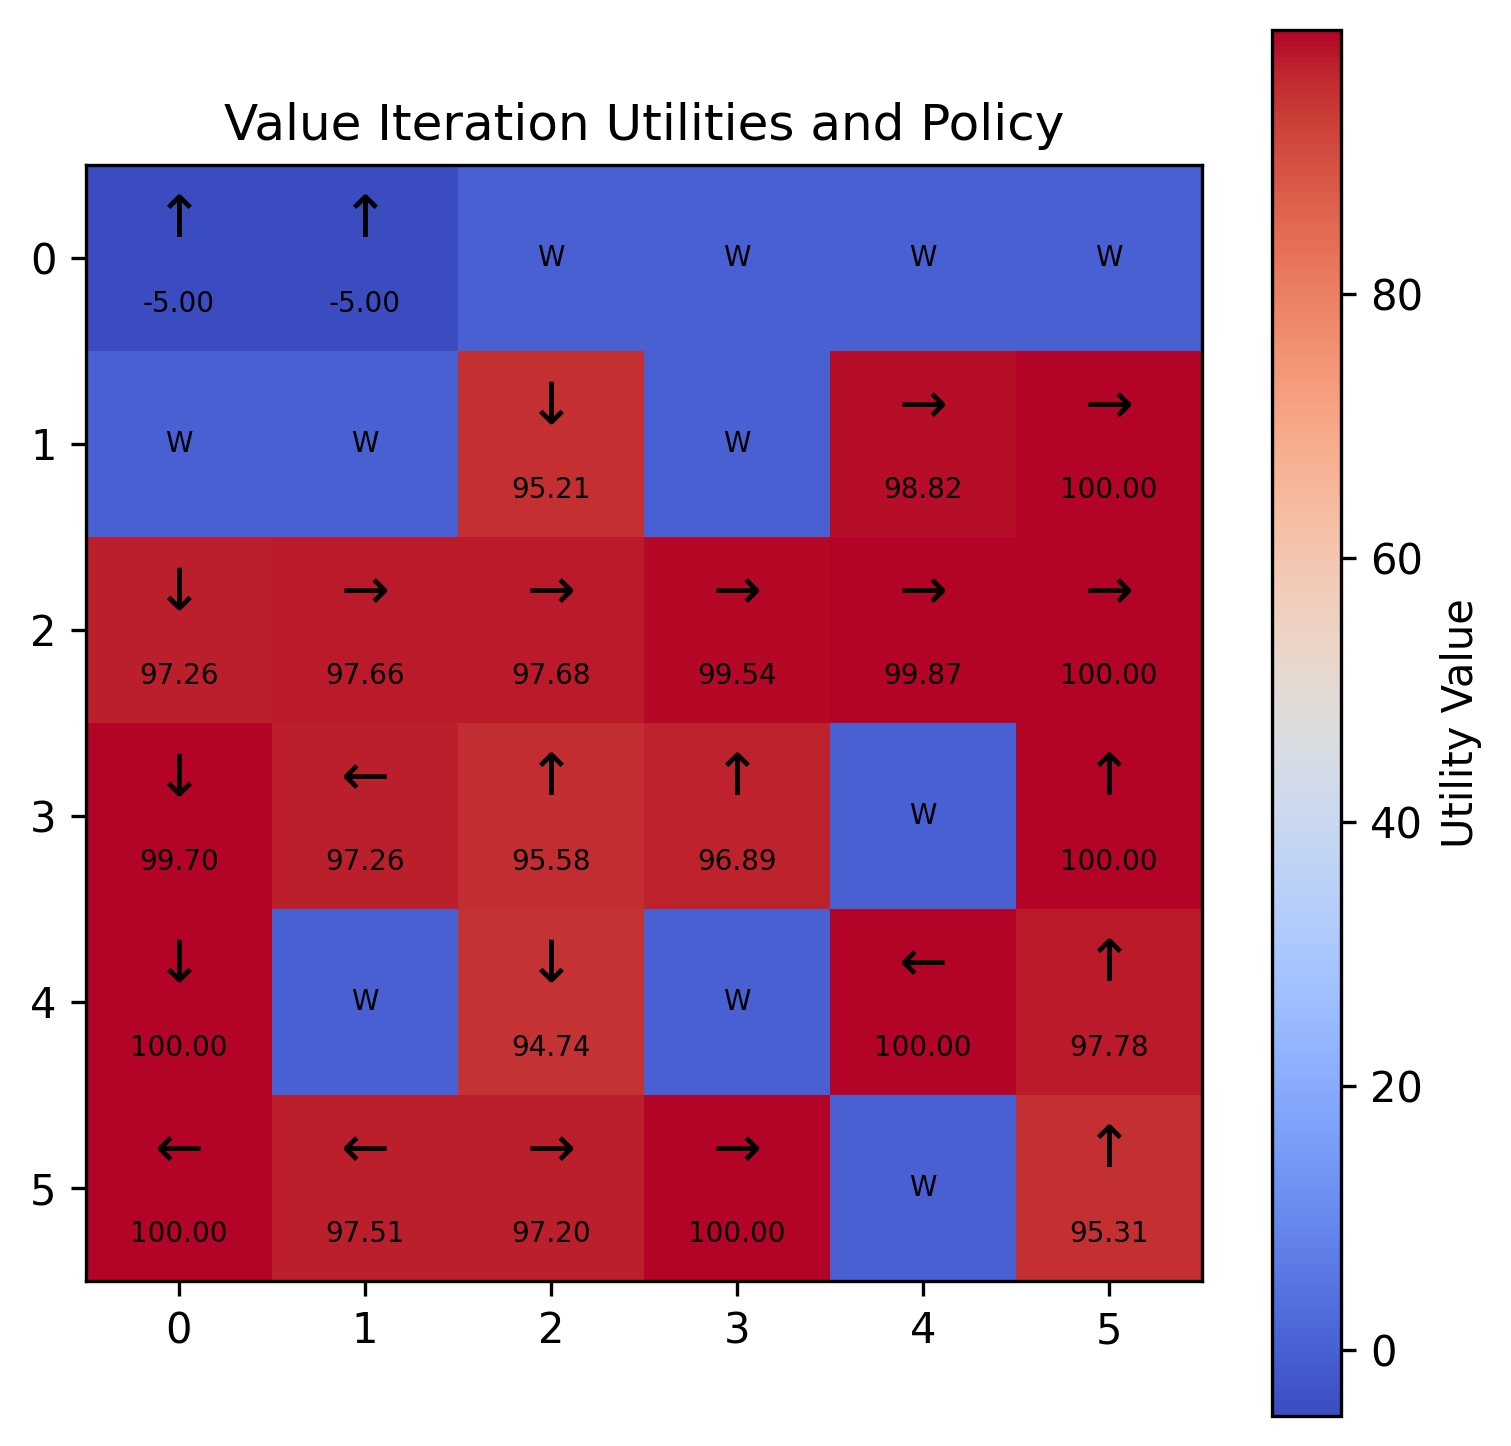 Value Iteration Utilities and Policy
0 ↑ ↑ W W W W
-5.00 -5.00
1 W W ↓ W → →
95.21 98.82 100.00
2 ↓ → → → → →
97.26 97.66 97.68 99.54 99.87 100.00
3 ↓ ← ↑ ↑ W ↑
99.70 97.26 95.58 96.89 100.00
4 ↓ W ↓ W ← ↑
100.00 94.74 100.00 97.78
5 ← ← → → W ↑
100.00 97.51 97.20 100.00 95.31
0 1 2 3 4 5
80
60
40
20
0
Utility Value